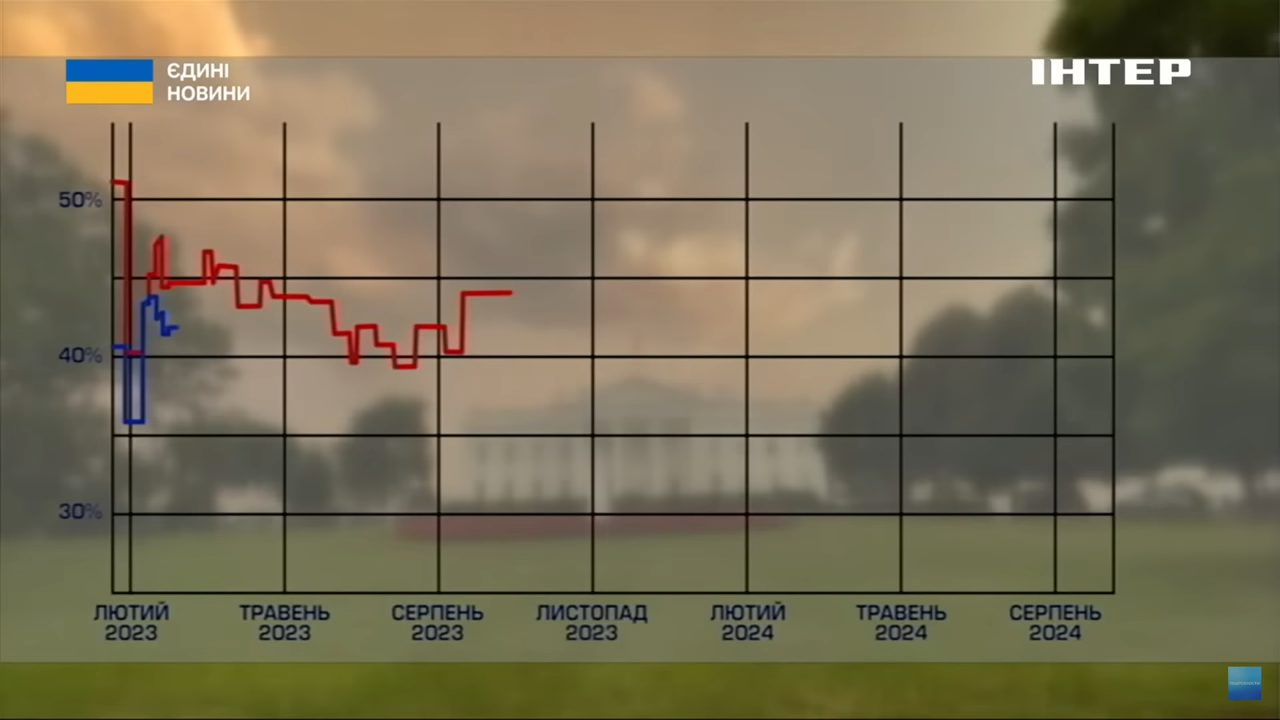 ЄДИНІ
НОВИНИ
ІНТЕР
50%
40%
30%
ЛЮТИЙ
2023
ТРАВЕНЬ
2023
СЕРПЕНЬ
2023
ЛИСТОПАД
2023
ЛЮТИЙ
2024
ТРАВЕНЬ
2024
СЕРПЕНЬ
2024